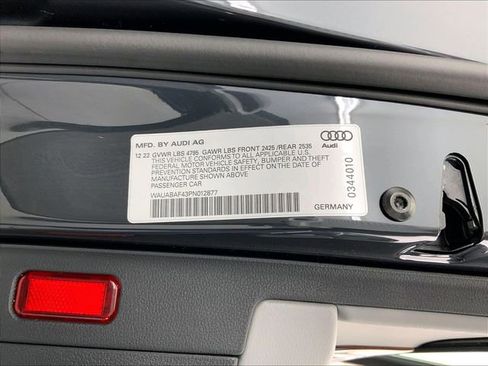 MFD. BY AUDI AG
12.22 GVWR LBS 4795 GAWR LBS FRONT 2425 /REAR 2535
THIS VEHICLE CONFORMS TO ALL APPLICABLE U.S.
FEDERAL MOTOR VEHICLE SAFETY, BUMPER AND THEFT
PREVENTION STANDARDS IN EFFECT ON THE DATE OF
MANUFACTURE SHOWN ABOVE.
PASSENGER CAR
WAUABAF43PN012877
Audi
0344010
GERMANY